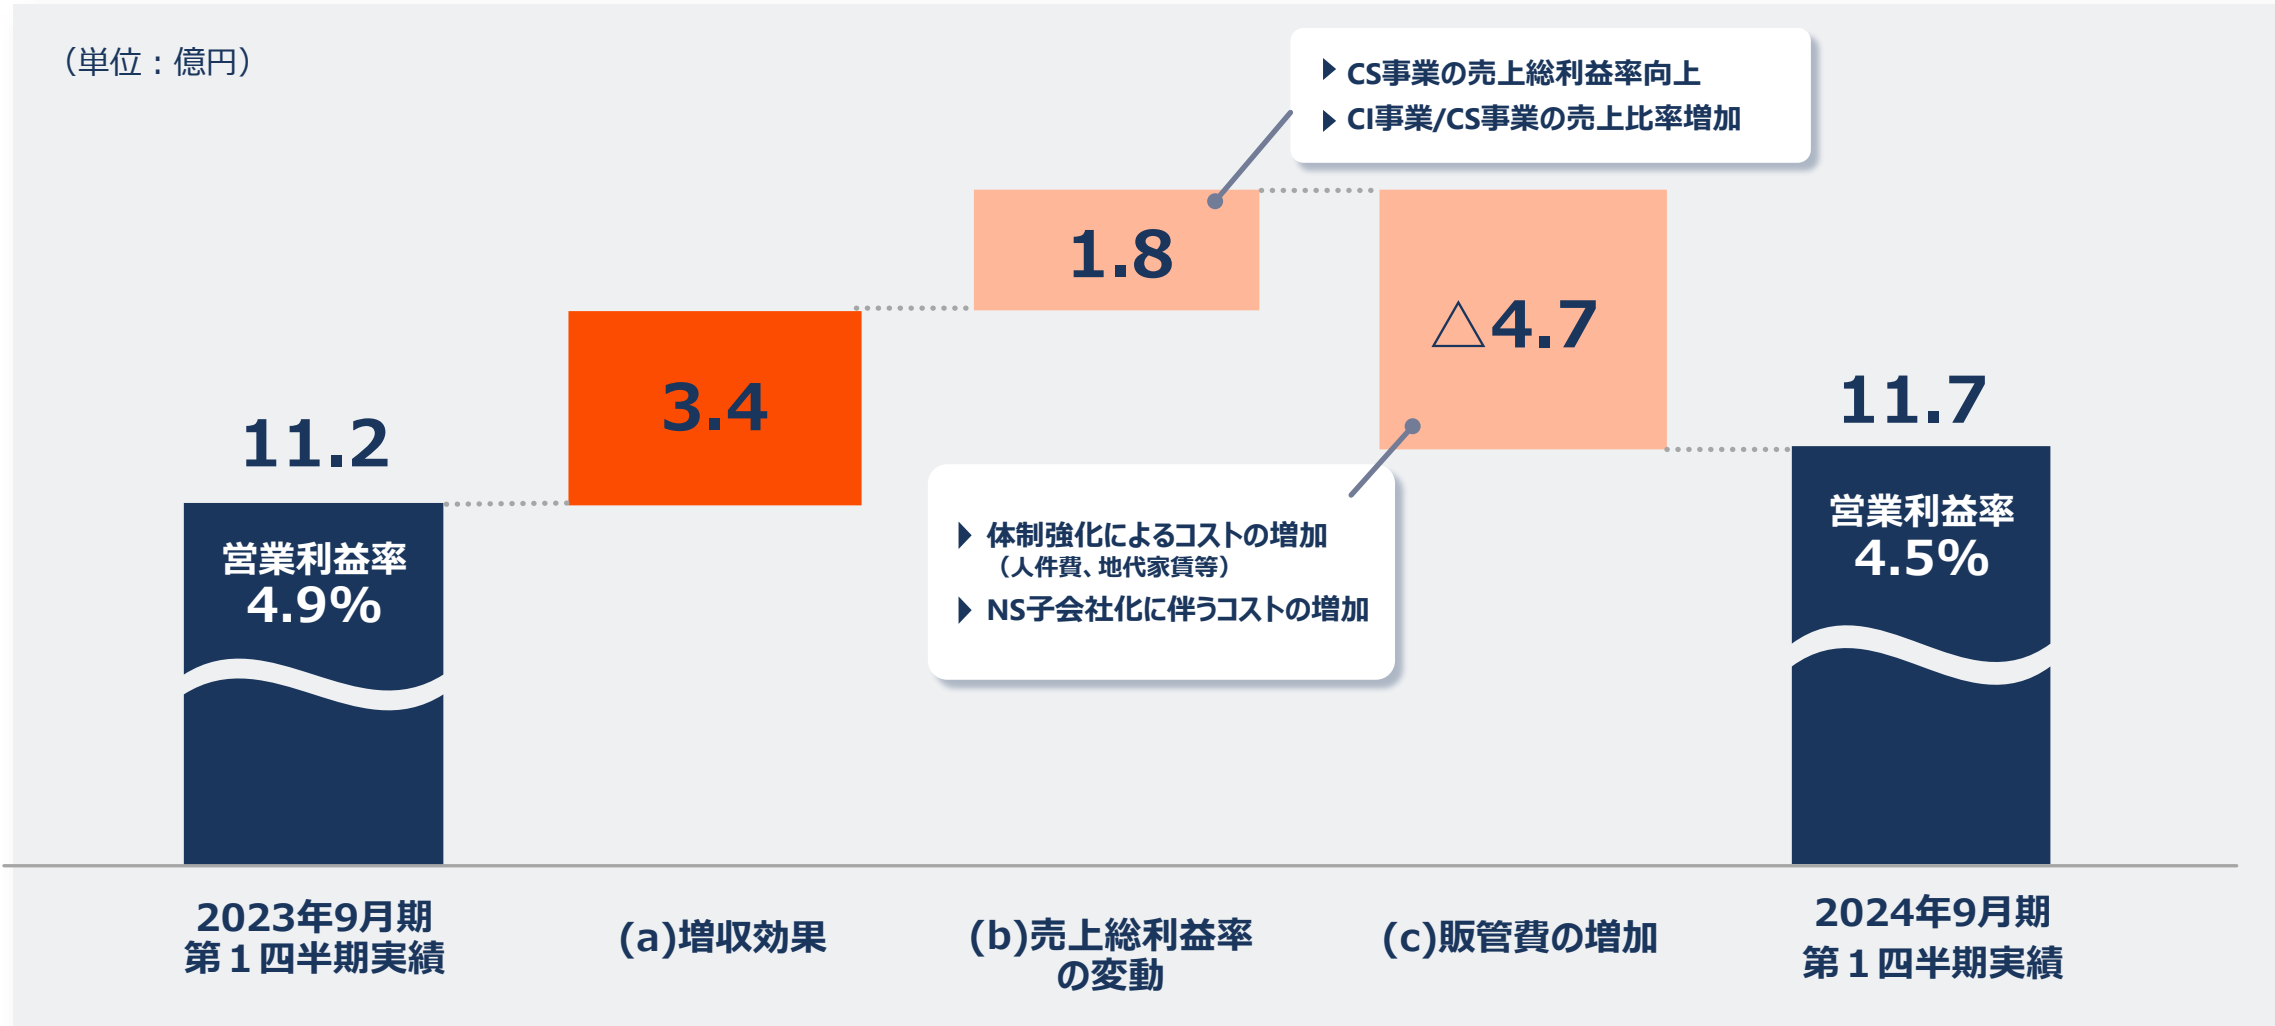 （単位：億円）
▶ CS事業の売上総利益率向上
▶ CI事業/CS事業の売上比率増加
1.8
△4.7
3.4
11.2
11.7
営業利益率
4.9%
営業利益率
4.5%
▶ 体制強化によるコストの増加
（人件費、地代家賃等）
▶ NS子会社化に伴うコストの増加
2023年9月期
第１四半期実績
(a)増収効果
(b)売上総利益率
の変動
(c)販管費の増加
2024年9月期
第１四半期実績